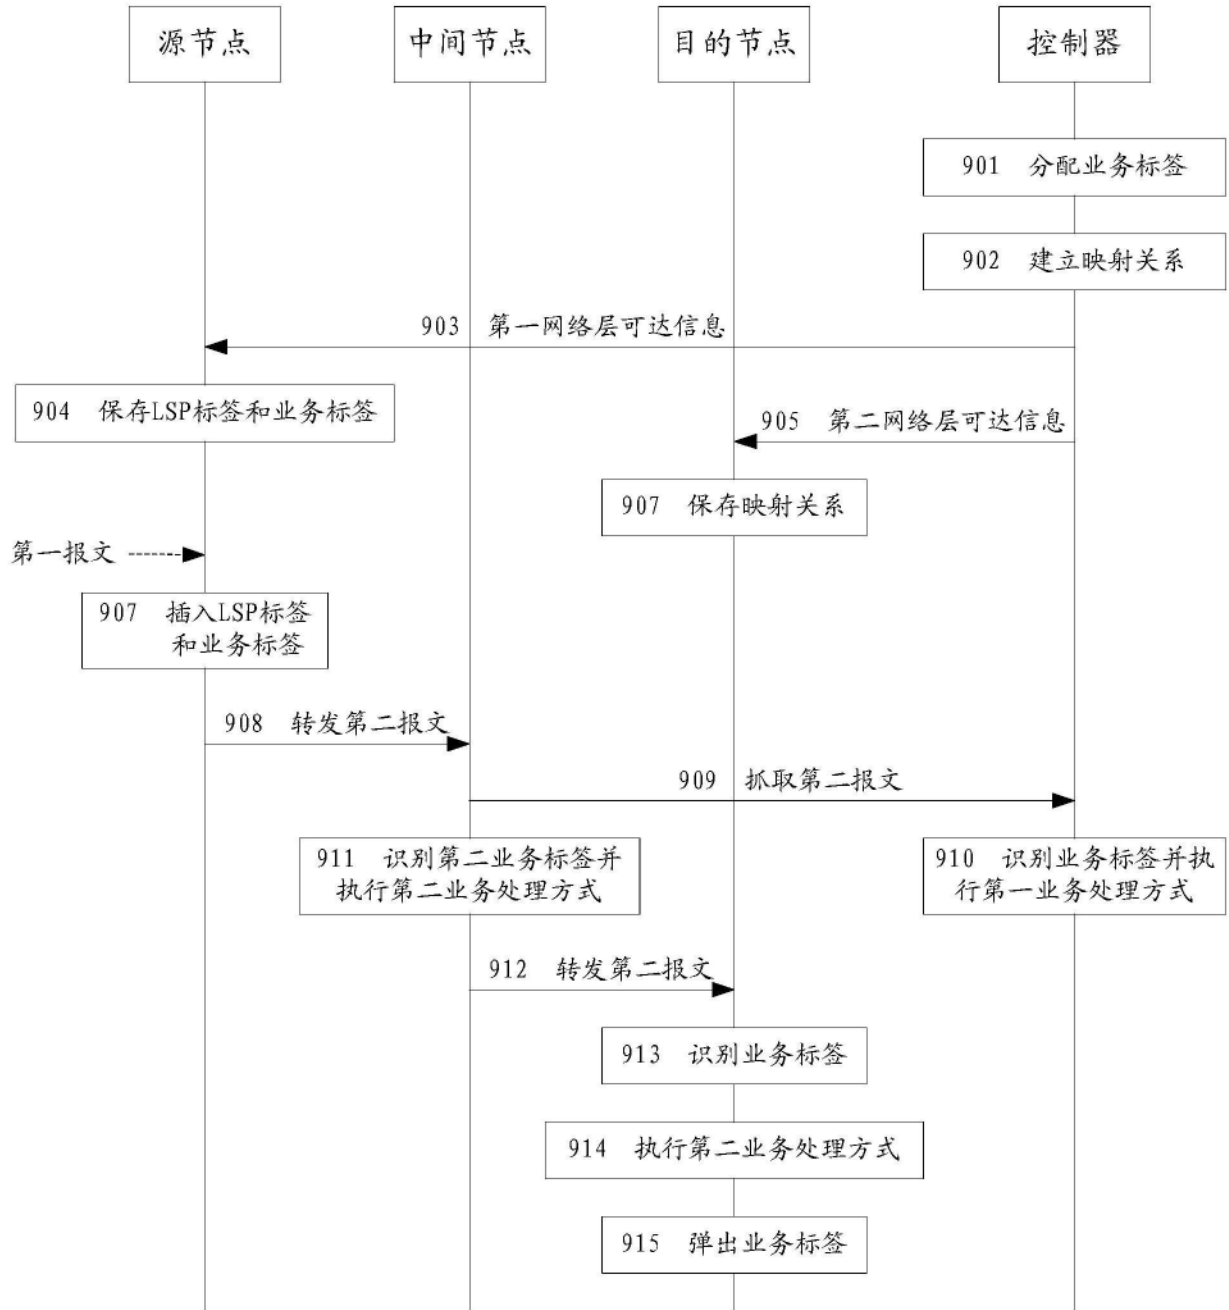 源节点
中间节点
目的节点
控制器
901 分配业务标签
902 建立映射关系
903 第一网络层可达信息
904 保存LSP标签和业务标签
905 第二网络层可达信息
907 保存映射关系
第一报文
907 插入LSP标签
和业务标签
908 转发第二报文
909 抓取第二报文
911 识别第二业务标签并
执行第二业务处理方式
910 识别业务标签并执
行第一业务处理方式
912 转发第二报文
913 识别业务标签
914 执行第二业务处理方式
915 弹出业务标签